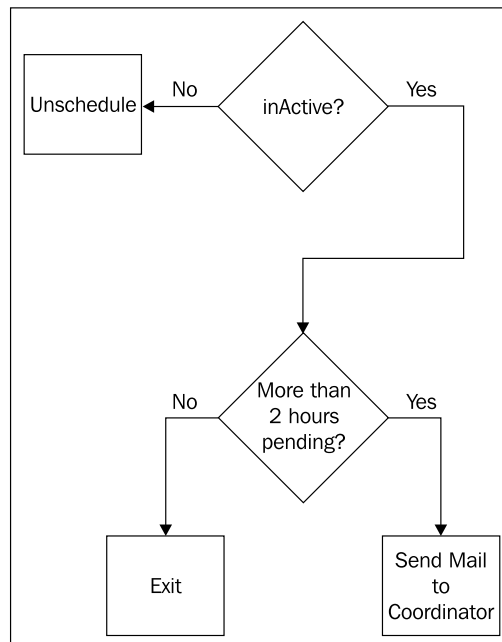 No
Yes
Unschedule
inActive?
More than
2 hours
pending?
No
Yes
Exit
Send Mail
to
Coordinator